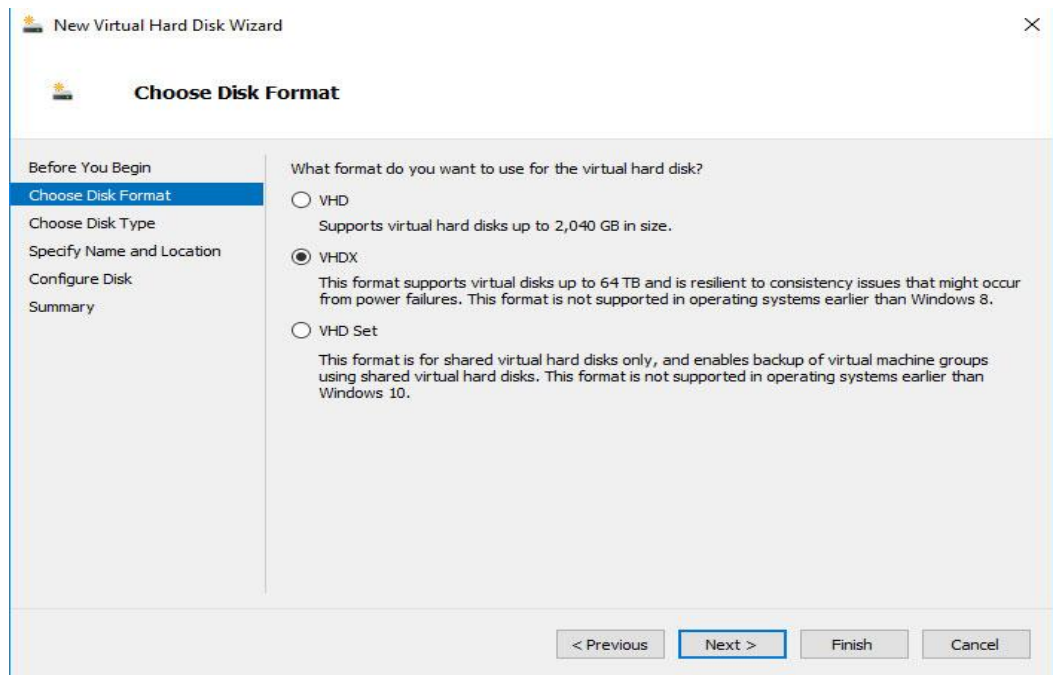 New Virtual Hard Disk Wizard
Choose Disk Format
Before You Begin
Choose Disk Format
Choose Disk Type
Specify Name and Location
Configure Disk
Summary
What format do you want to use for the virtual hard disk?
VHD
Supports virtual hard disks up to 2,040 GB in size.
VHDX
This format supports virtual disks up to 64 TB and is resilient to consistency issues that might occur
from power failures. This format is not supported in operating systems earlier than Windows 8.
VHD Set
This format is for shared virtual hard disks only, and enables backup of virtual machine groups
using shared virtual hard disks. This format is not supported in operating systems earlier than
Windows 10.
< Previous
Next >
Finish
Cancel